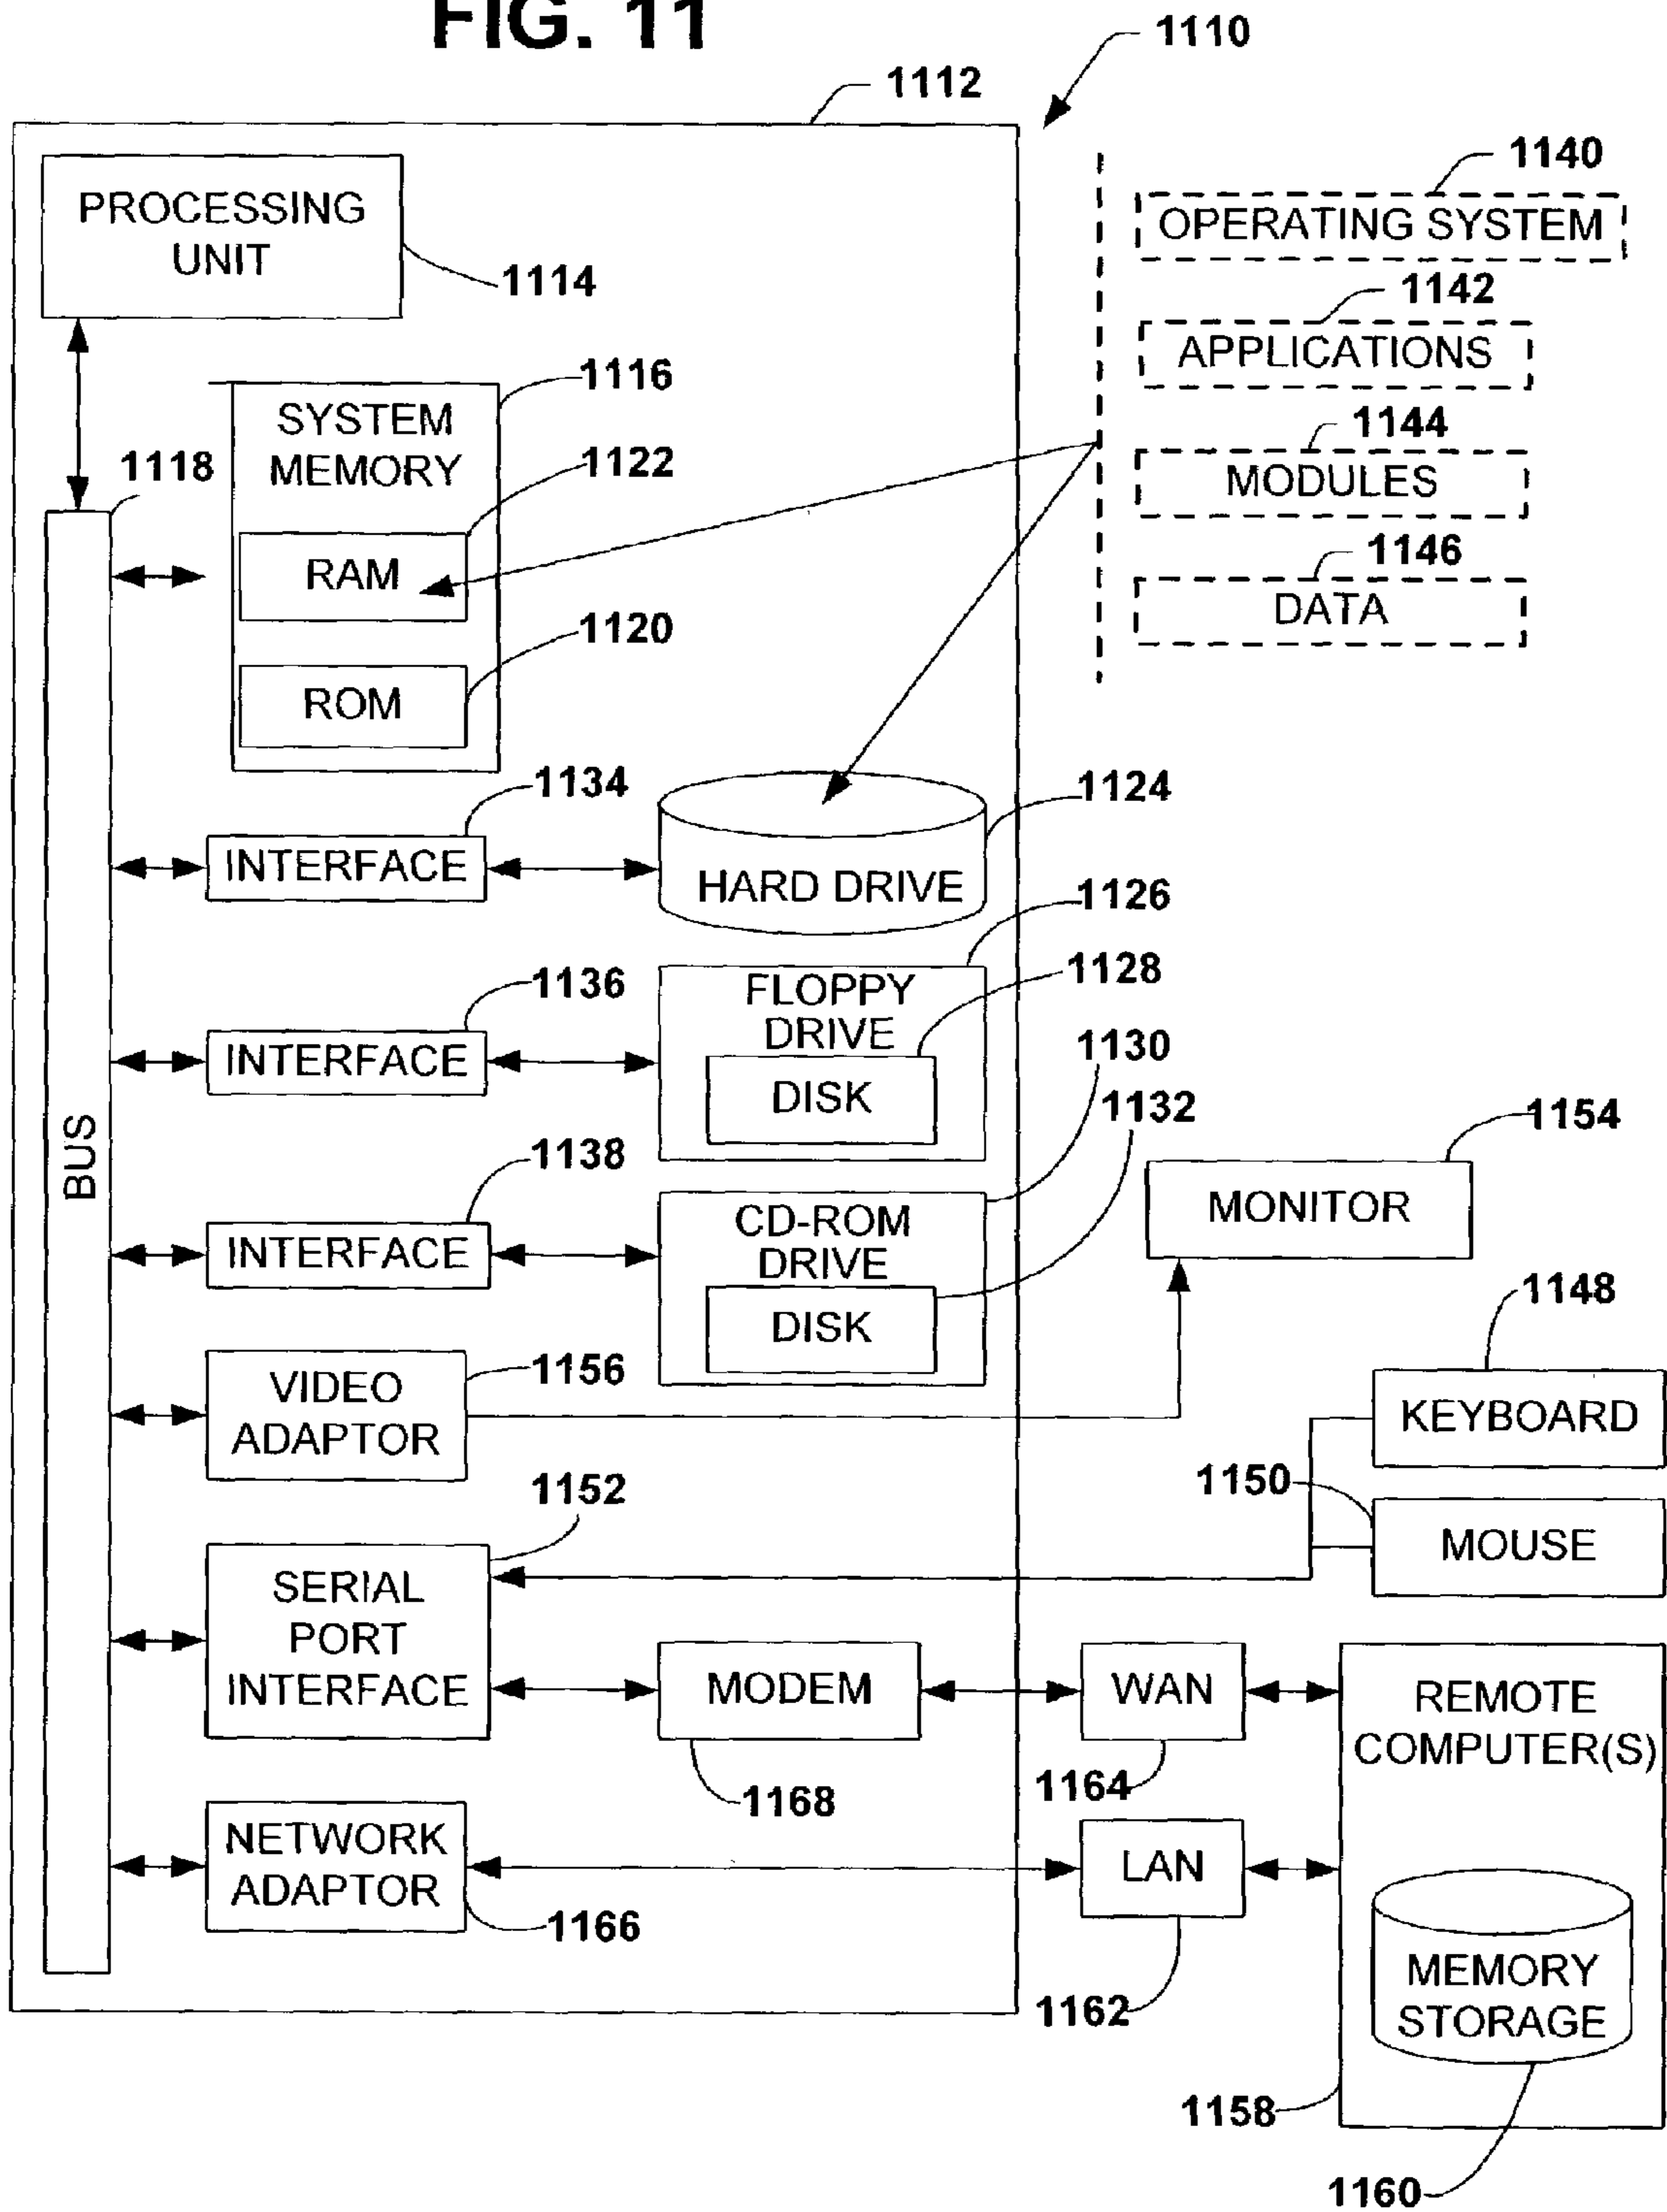 FIG. 11
1110
1112
PROCESSING
UNIT
1114
1140
OPERATING SYSTEM
1142
APPLICATIONS
1144
MODULES
1146
DATA
1116
SYSTEM
MEMORY
1122
RAM
1120
ROM
1118
BUS
1134
INTERFACE
1124
HARD DRIVE
1136
INTERFACE
1126
FLOPPY
DRIVE
1128
DISK
1138
INTERFACE
1130
CD-ROM
DRIVE
1132
DISK
1154
MONITOR
1156
VIDEO
ADAPTOR
1148
KEYBOARD
1150
MOUSE
1152
SERIAL
PORT
INTERFACE
MODEM
1168
WAN
1164
REMOTE
COMPUTER(S)
NETWORK
ADAPTOR
1166
LAN
1162
MEMORY
STORAGE
1158
1160